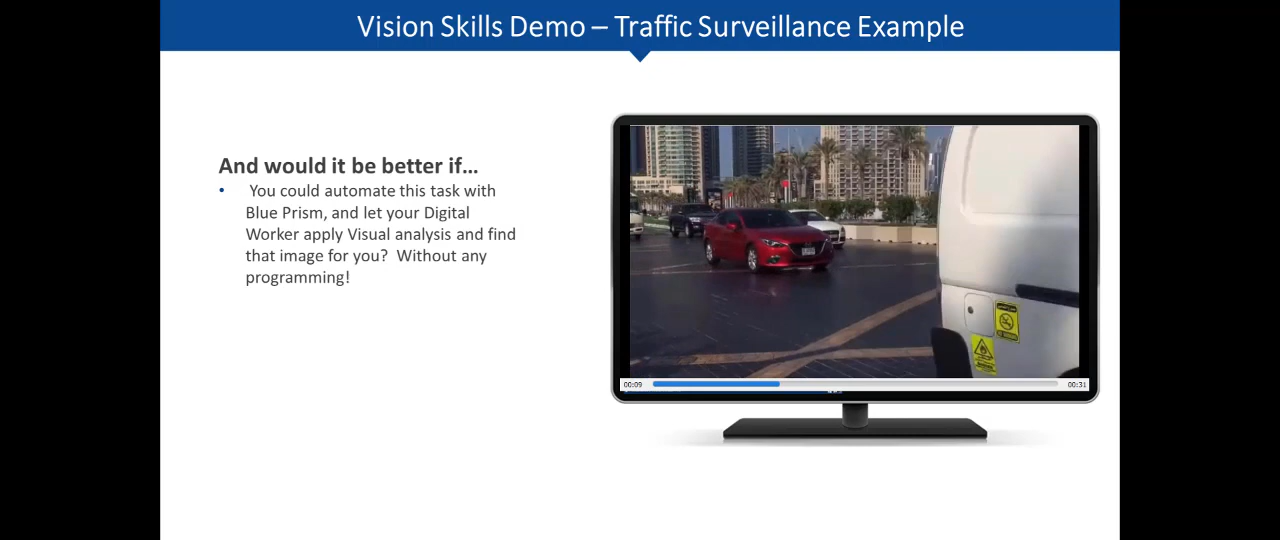 Vision Skills Demo – Traffic Surveillance Example
And would it be better if...
• You could automate this task with
Blue Prism, and let your Digital
Worker apply Visual analysis and find
that image for you?  Without any
programming!
00:09
00:31